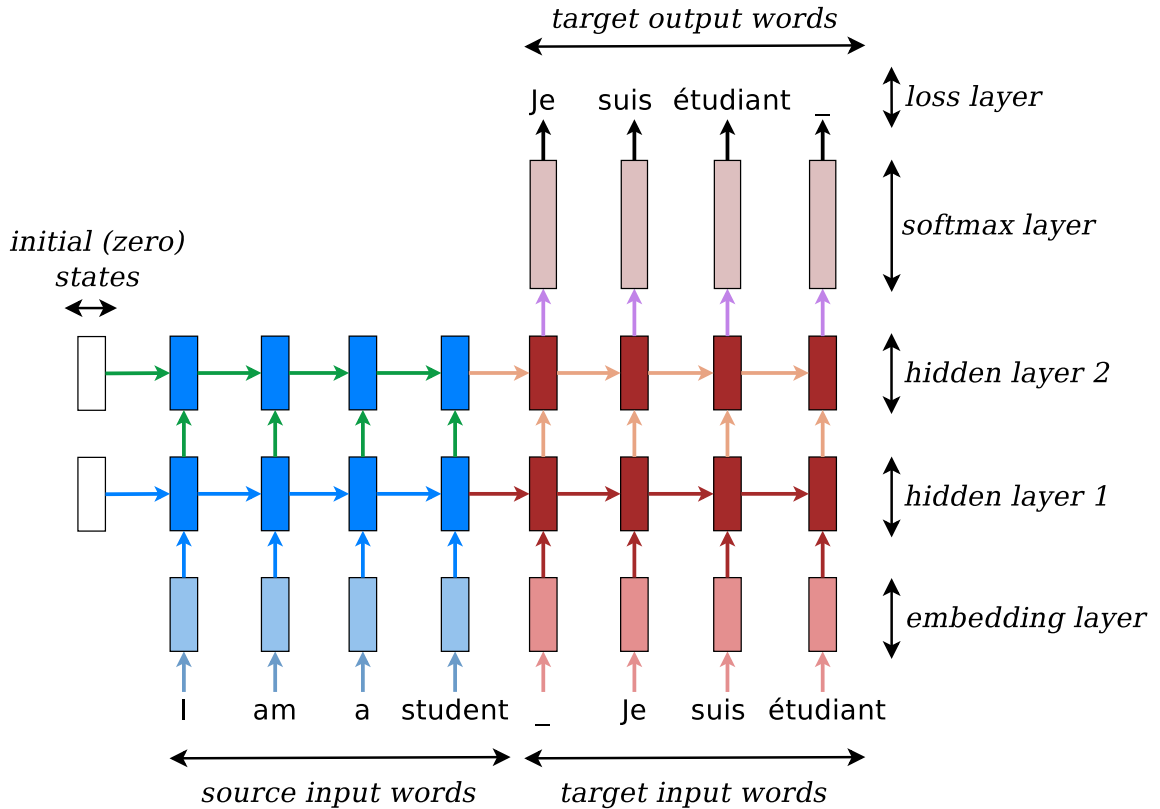 target output words
Je suis étudiant _
loss layer
softmax layer
initial (zero)
states
hidden layer 2
hidden layer 1
embedding layer
I am a student _ Je suis étudiant
source input words
target input words